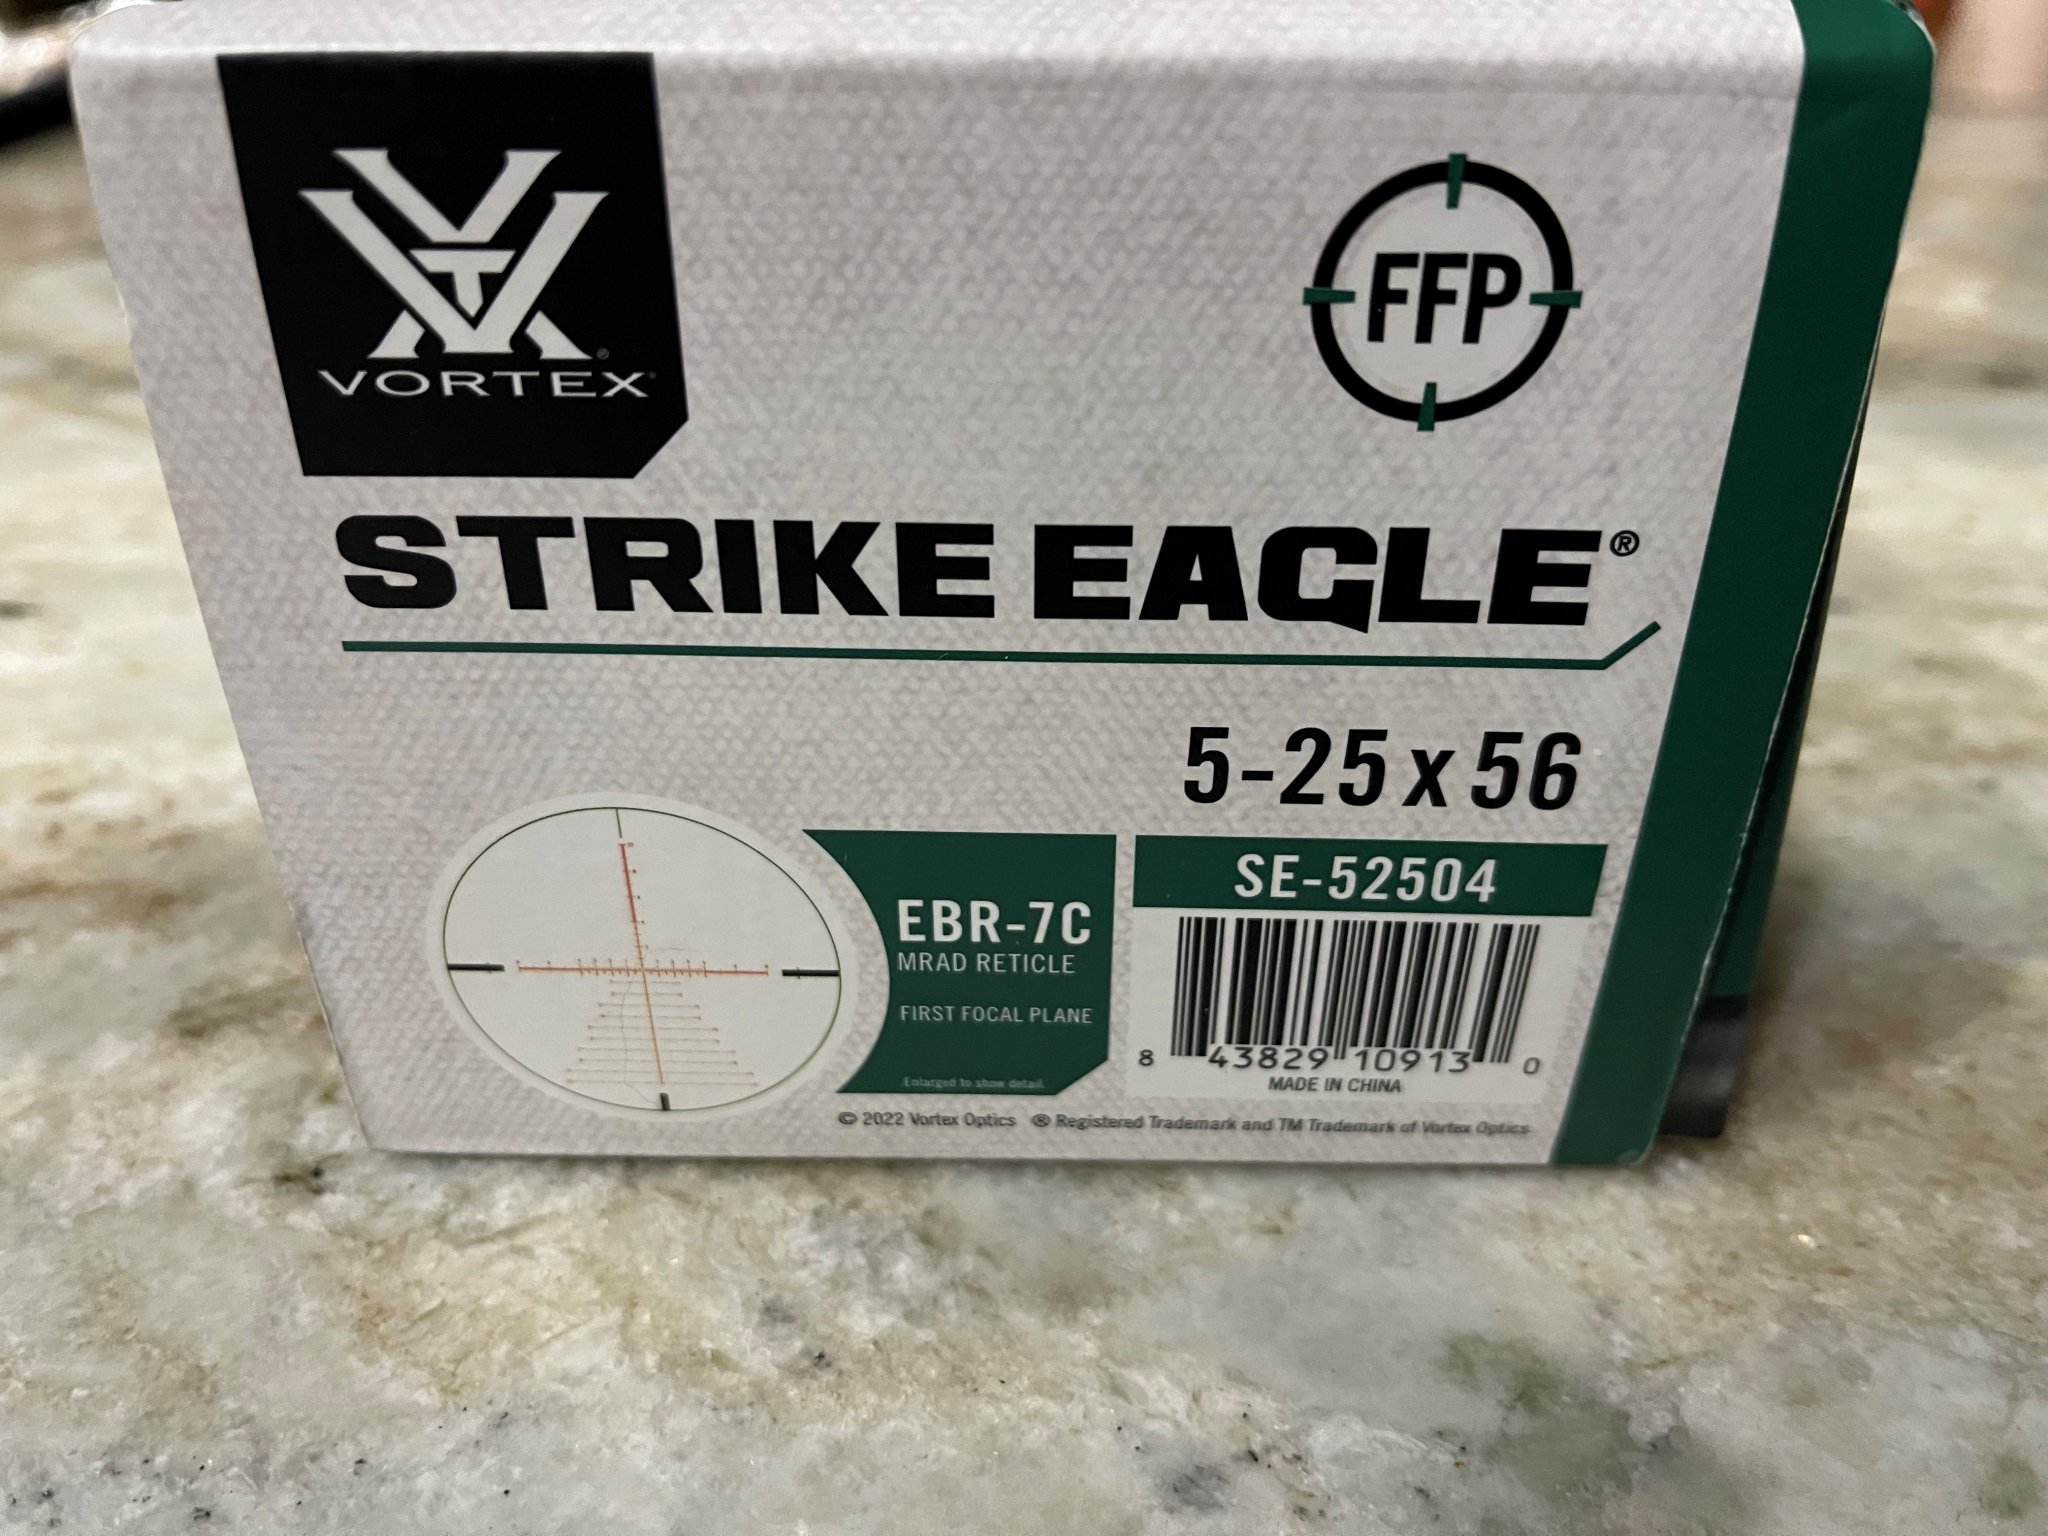 VORTEX®
FFP
STRIKE EAGLE®
5-25x56
EBR-7C
MRAD RETICLE
FIRST FOCAL PLANE
Enlarged to show detail
SE-52504
8 43829 10913 0
MADE IN CHINA
© 2022 Vortex Optics ® Registered Trademark and TM Trademark of Vortex Optics